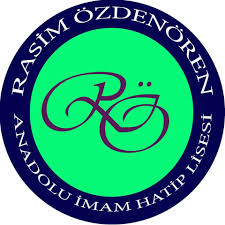 RASİM ÖZDENÖREN
RÖ
ANADOLU İMAM HATİP LİSESİ